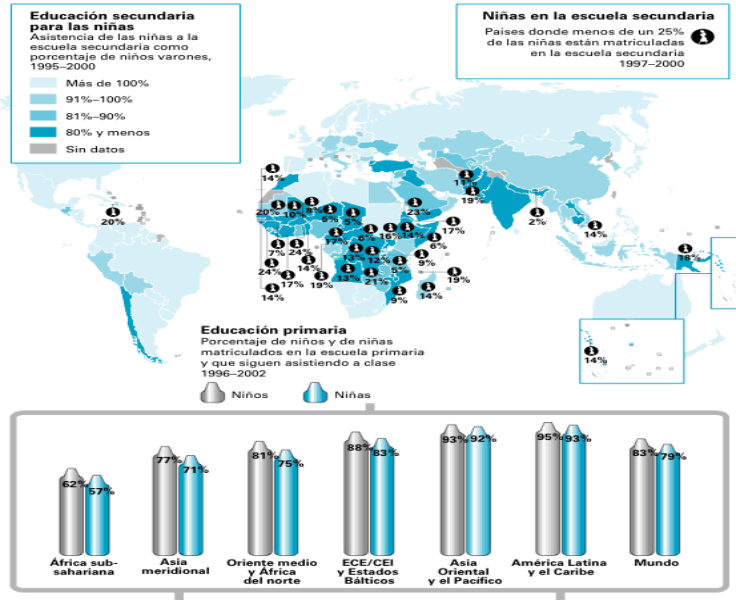 Educación secundaria
para las niñas
Asistencia de las niñas a la
escuela secundaria como
porcentaje de niños varones,
1995–2000
Más de 100%
91%–100%
81%–90%
80% y menos
Sin datos
Niñas en la escuela secundaria
Países donde menos de un 25%
de las niñas están matriculadas
en la escuela secundaria
1997–2000
14%
20%
20%
10%
8%
5%
5%
23%
11%
19%
2%
14%
17%
17%
6%
16%
14%
6%
7%
24%
13%
12%
5%
9%
18%
24%
14%
17%
19%
13%
21%
19%
14%
9%
14%
14%
Educación primaria
Porcentaje de niños y de niñas
matriculados en la escuela primaria
y que siguen asistiendo a clase
1996–2002
Niños
Niñas
62%
57%
77%
71%
81%
75%
88%
83%
93%
92%
95%
93%
83%
79%
África sub-
sahariana
Asia
meridional
Oriente medio
y África
del norte
ECE/CEI
y Estados
Bálticos
Asia
Oriental
y el Pacífico
América Latina
y el Caribe
Mundo